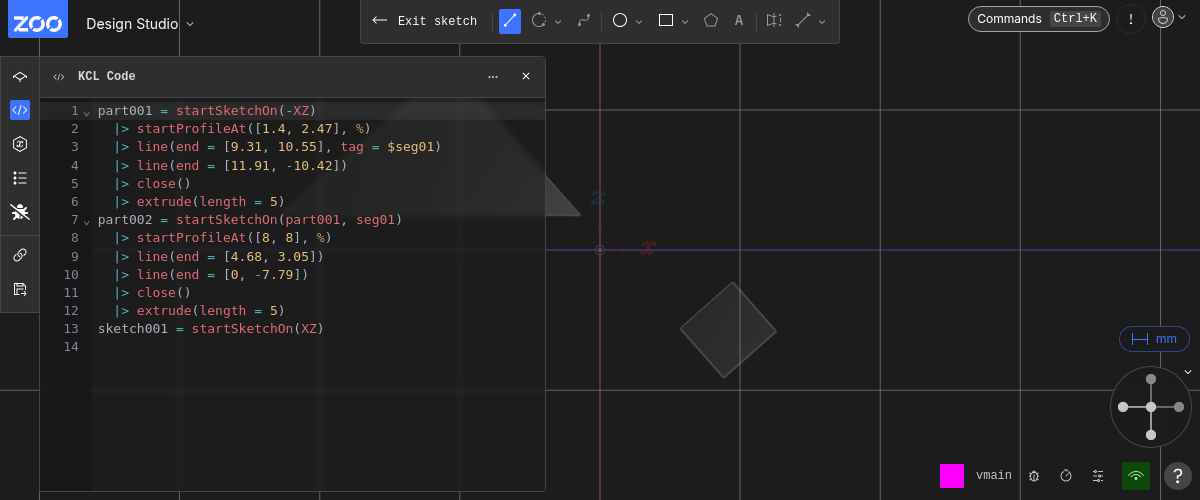 ZOO
Design Studio
Exit sketch
A
Commands Ctrl+K
!
KCL Code
1 part001 = startSketchOn(-XZ)
2   |> startProfileAt([1.4, 2.47], %)
3   |> line(end = [9.31, 10.55], tag = $seg01)
4   |> line(end = [11.91, -10.42])
5   |> close()
6   |> extrude(length = 5)
7 part002 = startSketchOn(part001, seg01)
8   |> startProfileAt([8, 8], %)
9   |> line(end = [4.68, 3.05])
10   |> line(end = [0, -7.79])
11   |> close()
12   |> extrude(length = 5)
13 sketch001 = startSketchOn(XZ)
14
z
x
mm
vmain
?